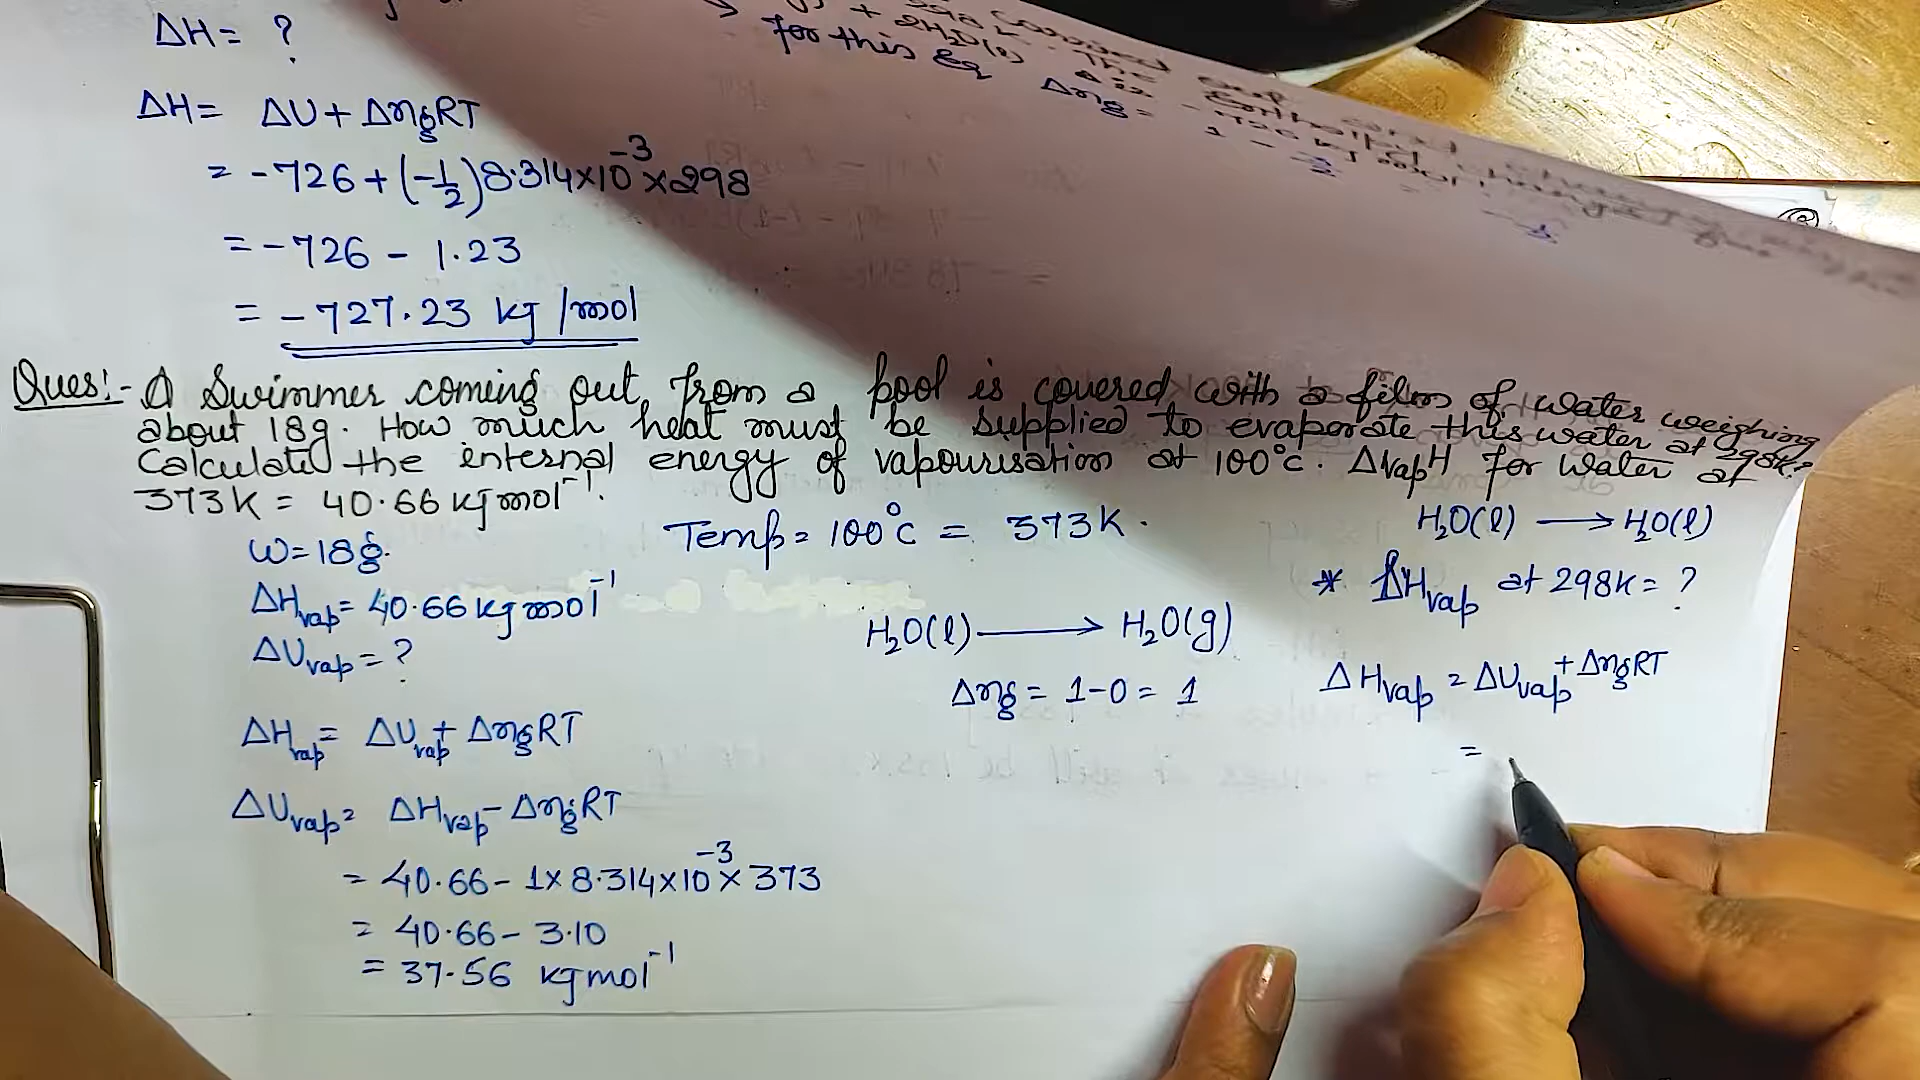 ΔH = ?
ΔH = ΔU + ΔngRT
= -726 + (-1/2) 8.314×10⁻³×298
= -726 - 1.23
= -727.23 kJ/mol
+ 2H₂O(l)
for this Eq Δng = 1 -
Ques:- A Swimmer coming out from a pool is covered with a film of water weighing
about 18g. How much heat must be supplied to evaporate this water at 298K?
Calculate the internal energy of vapourisation at 100°C. ΔvapH for water at
373K = 40.66 kJ mol⁻¹.
W = 18g.
ΔHvap = 40.66 kJ mol⁻¹
ΔUvap = ?
ΔHvap = ΔUvap + ΔngRT
ΔUvap = ΔHvap - ΔngRT
= 40.66 - 1×8.314×10⁻³×373
= 40.66 - 3.10
= 37.56 kJ mol⁻¹
Temp = 100°C = 373K.
H₂O(l) ⟶ H₂O(g)
Δng = 1-0 = 1
H₂O(l) ⟶ H₂O(l)
* ΔHvap at 298K = ?
ΔHvap = ΔUvap + ΔngRT
=